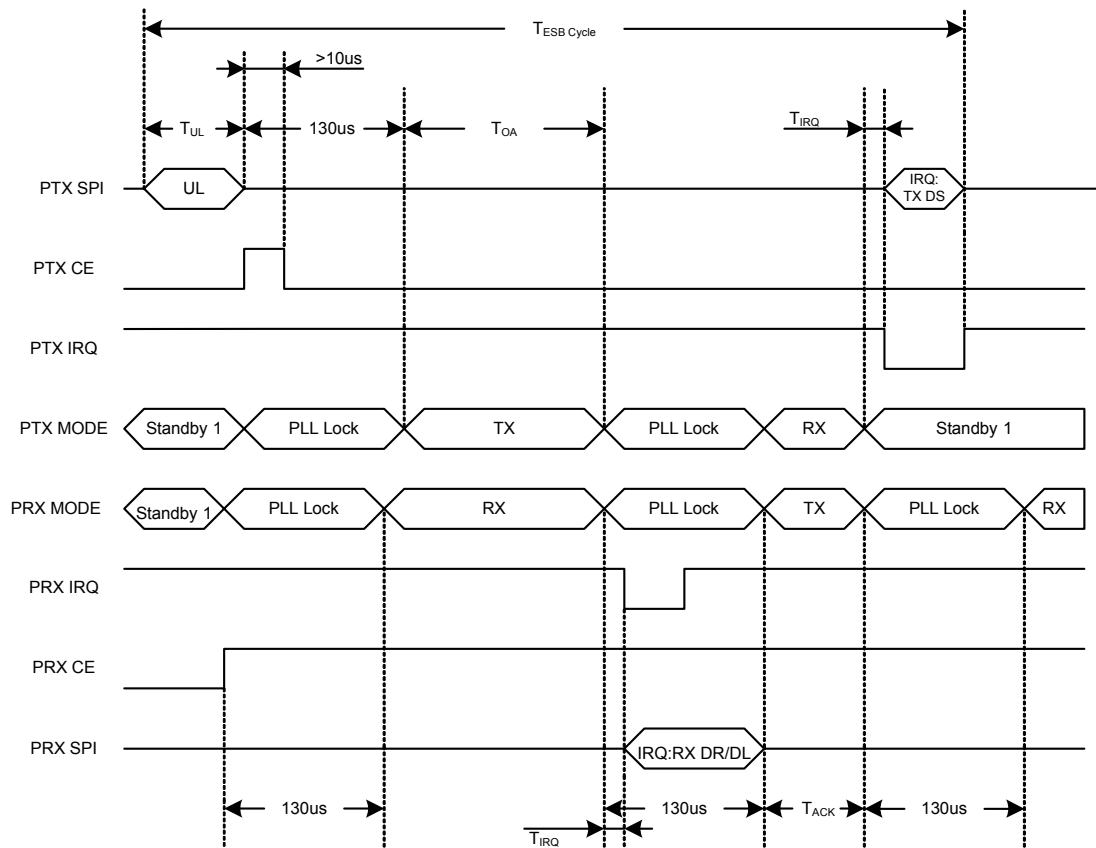 TESB Cycle
>10us
TUL
130us
TOA
TIRQ
PTX SPI
UL
IRQ:
TX DS
PTX CE
PTX IRQ
PTX MODE
Standby 1
PLL Lock
TX
PLL Lock
RX
Standby 1
PRX MODE
Standby 1
PLL Lock
RX
PLL Lock
TX
PLL Lock
RX
PRX IRQ
PRX CE
PRX SPI
IRQ:RX DR/DL
130us
130us
TACK
130us
TIRQ